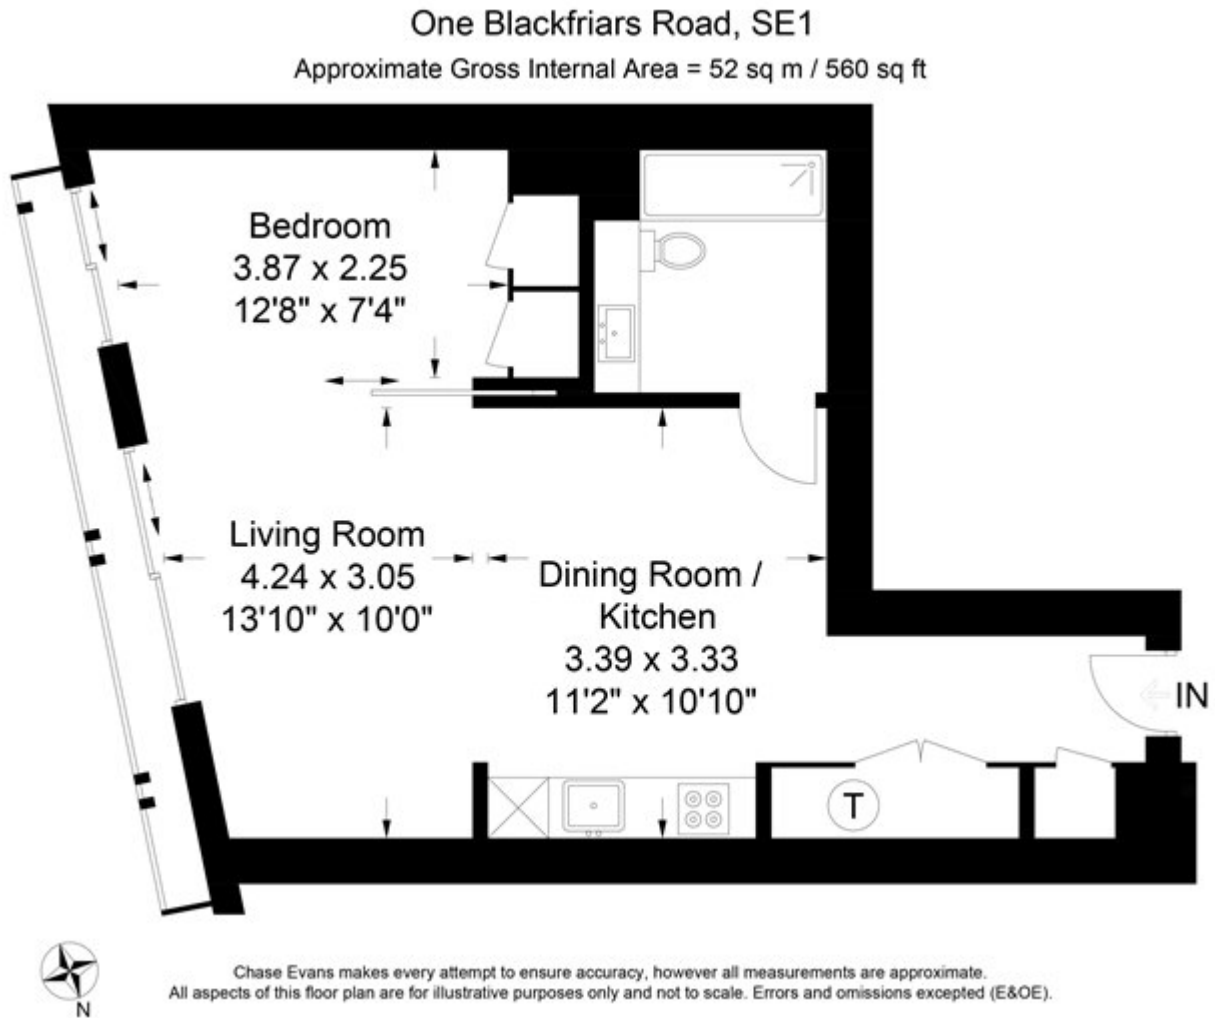 One Blackfriars Road, SE1
Approximate Gross Internal Area = 52 sq m / 560 sq ft
Bedroom
3.87 x 2.25
12'8" x 7'4"
Living Room
4.24 x 3.05
13'10" x 10'0"
Dining Room /
Kitchen
3.39 x 3.33
11'2" x 10'10"
IN
T
N
Chase Evans makes every attempt to ensure accuracy, however all measurements are approximate.
All aspects of this floor plan are for illustrative purposes only and not to scale. Errors and omissions excepted (E&OE).